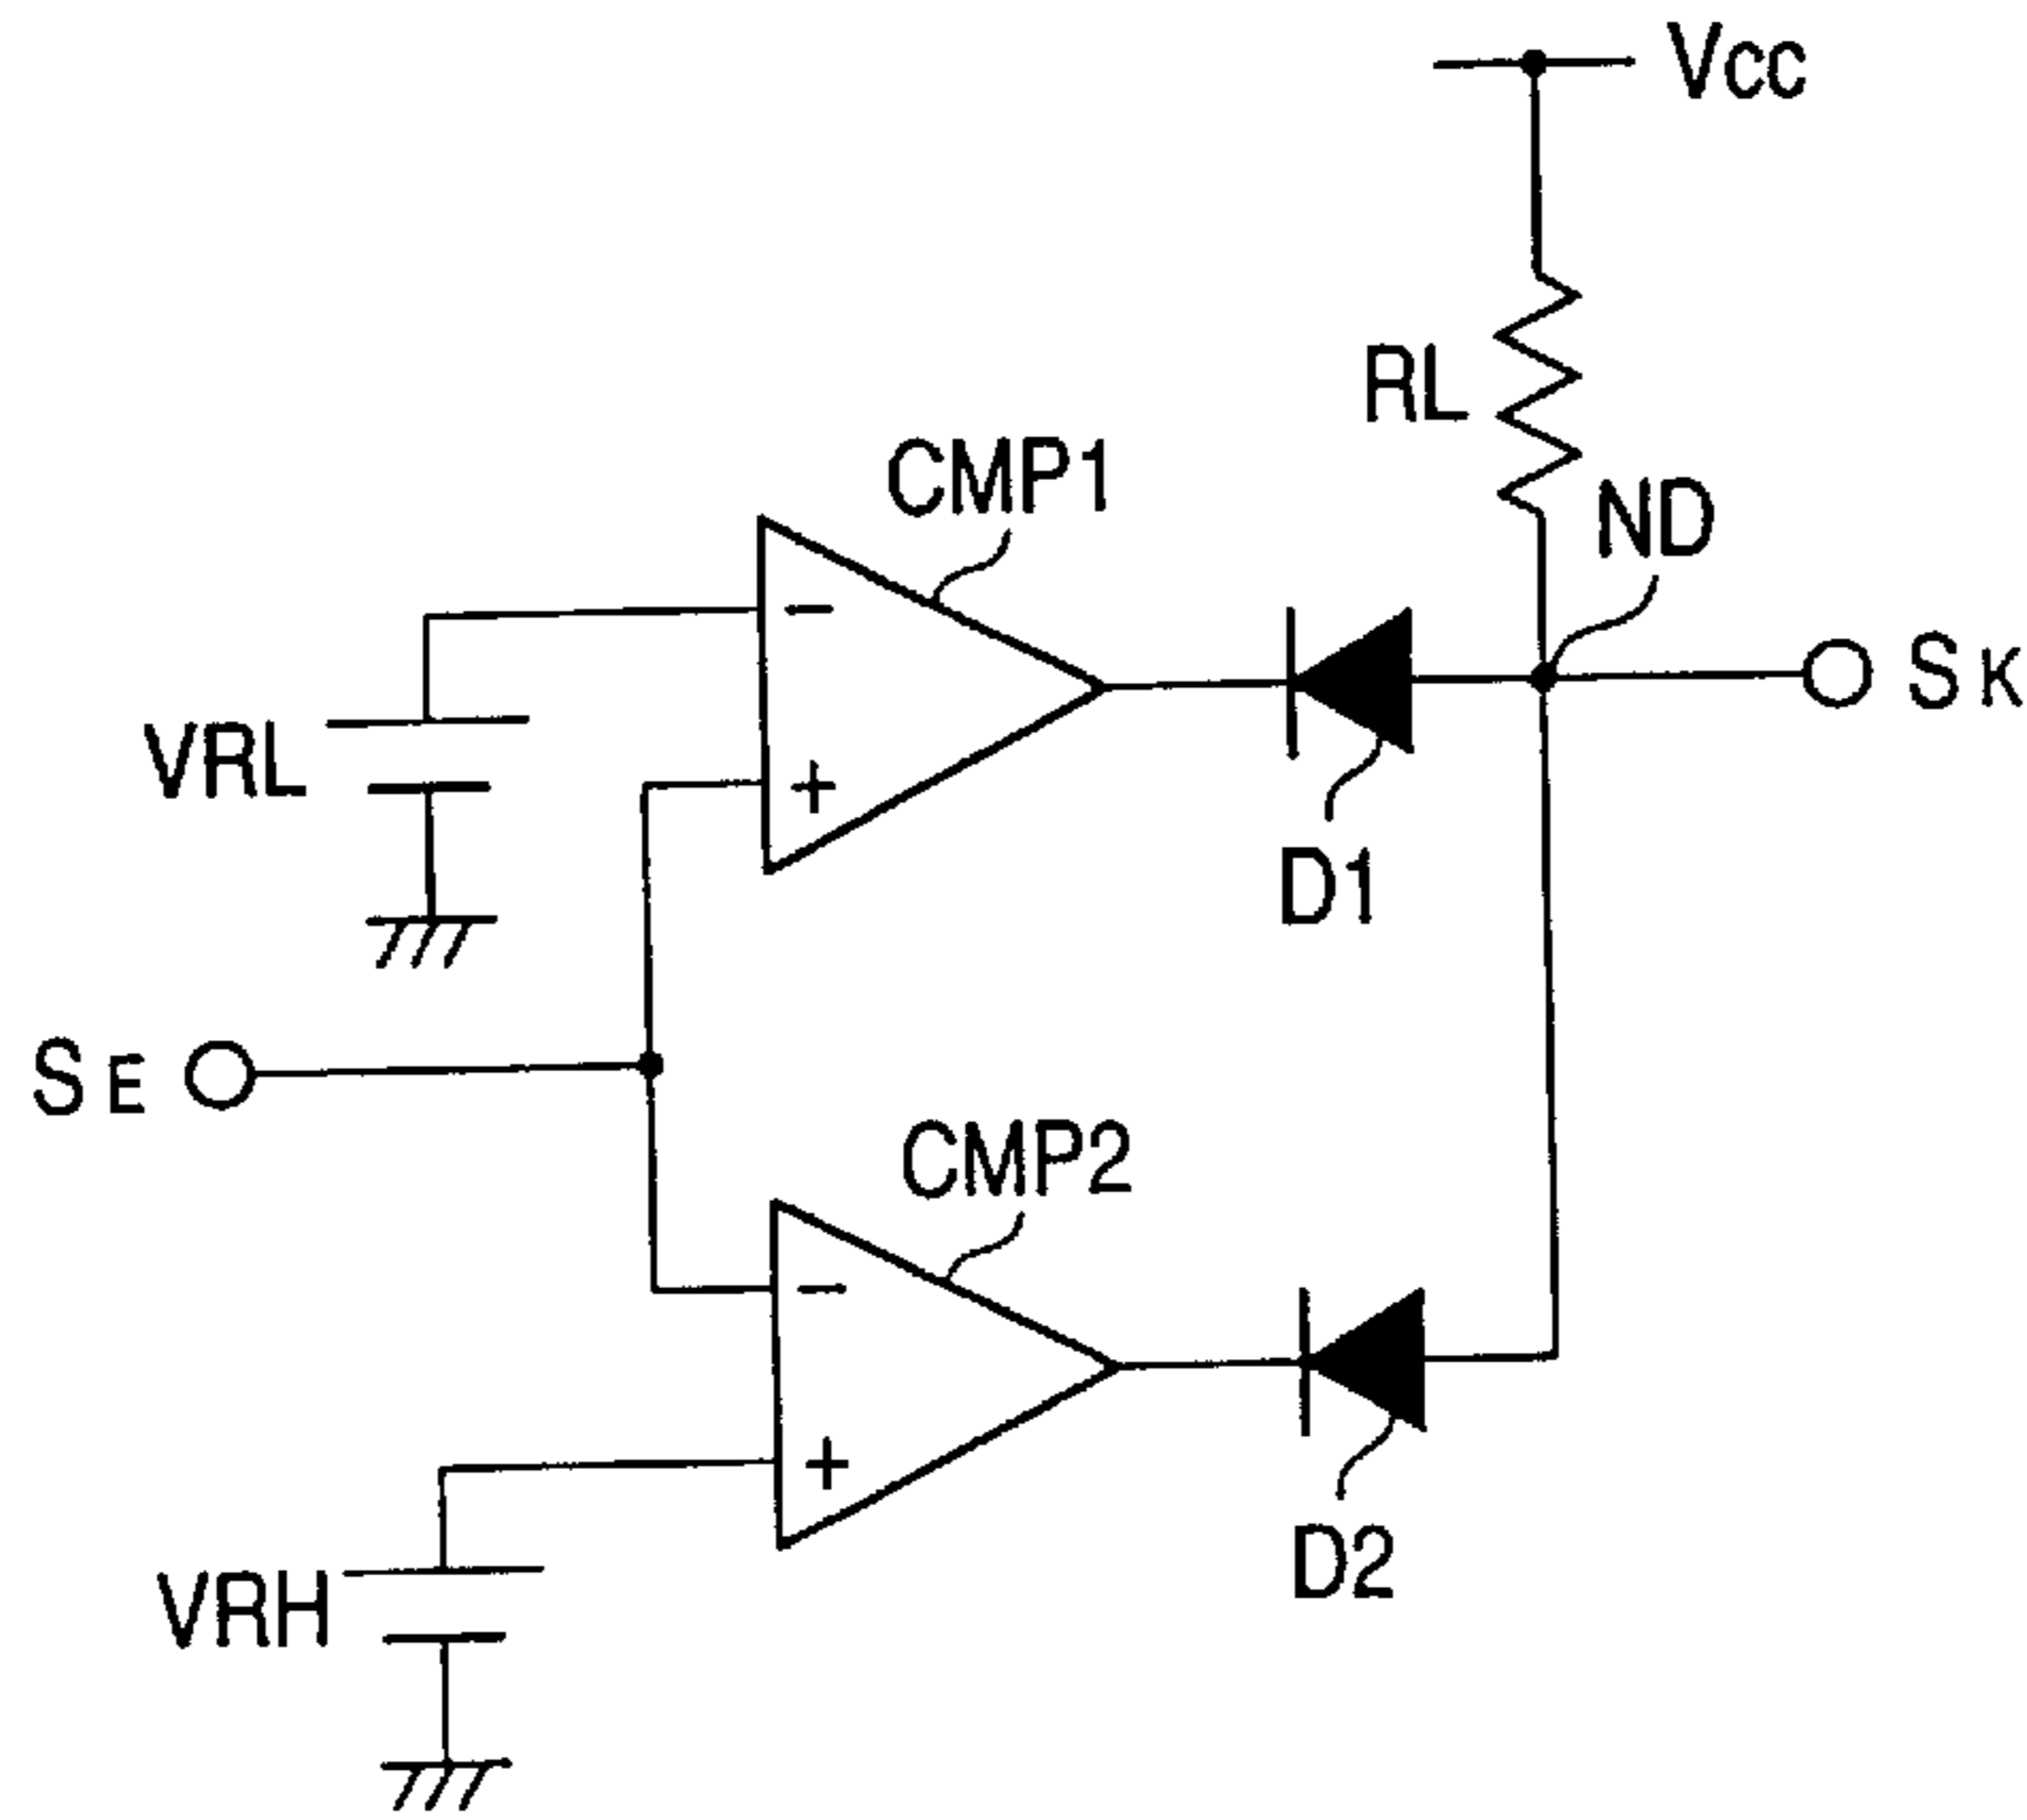 Vcc
RL
CMP1
ND
−
SK
VRL
+
D1
SE
CMP2
−
+
D2
VRH